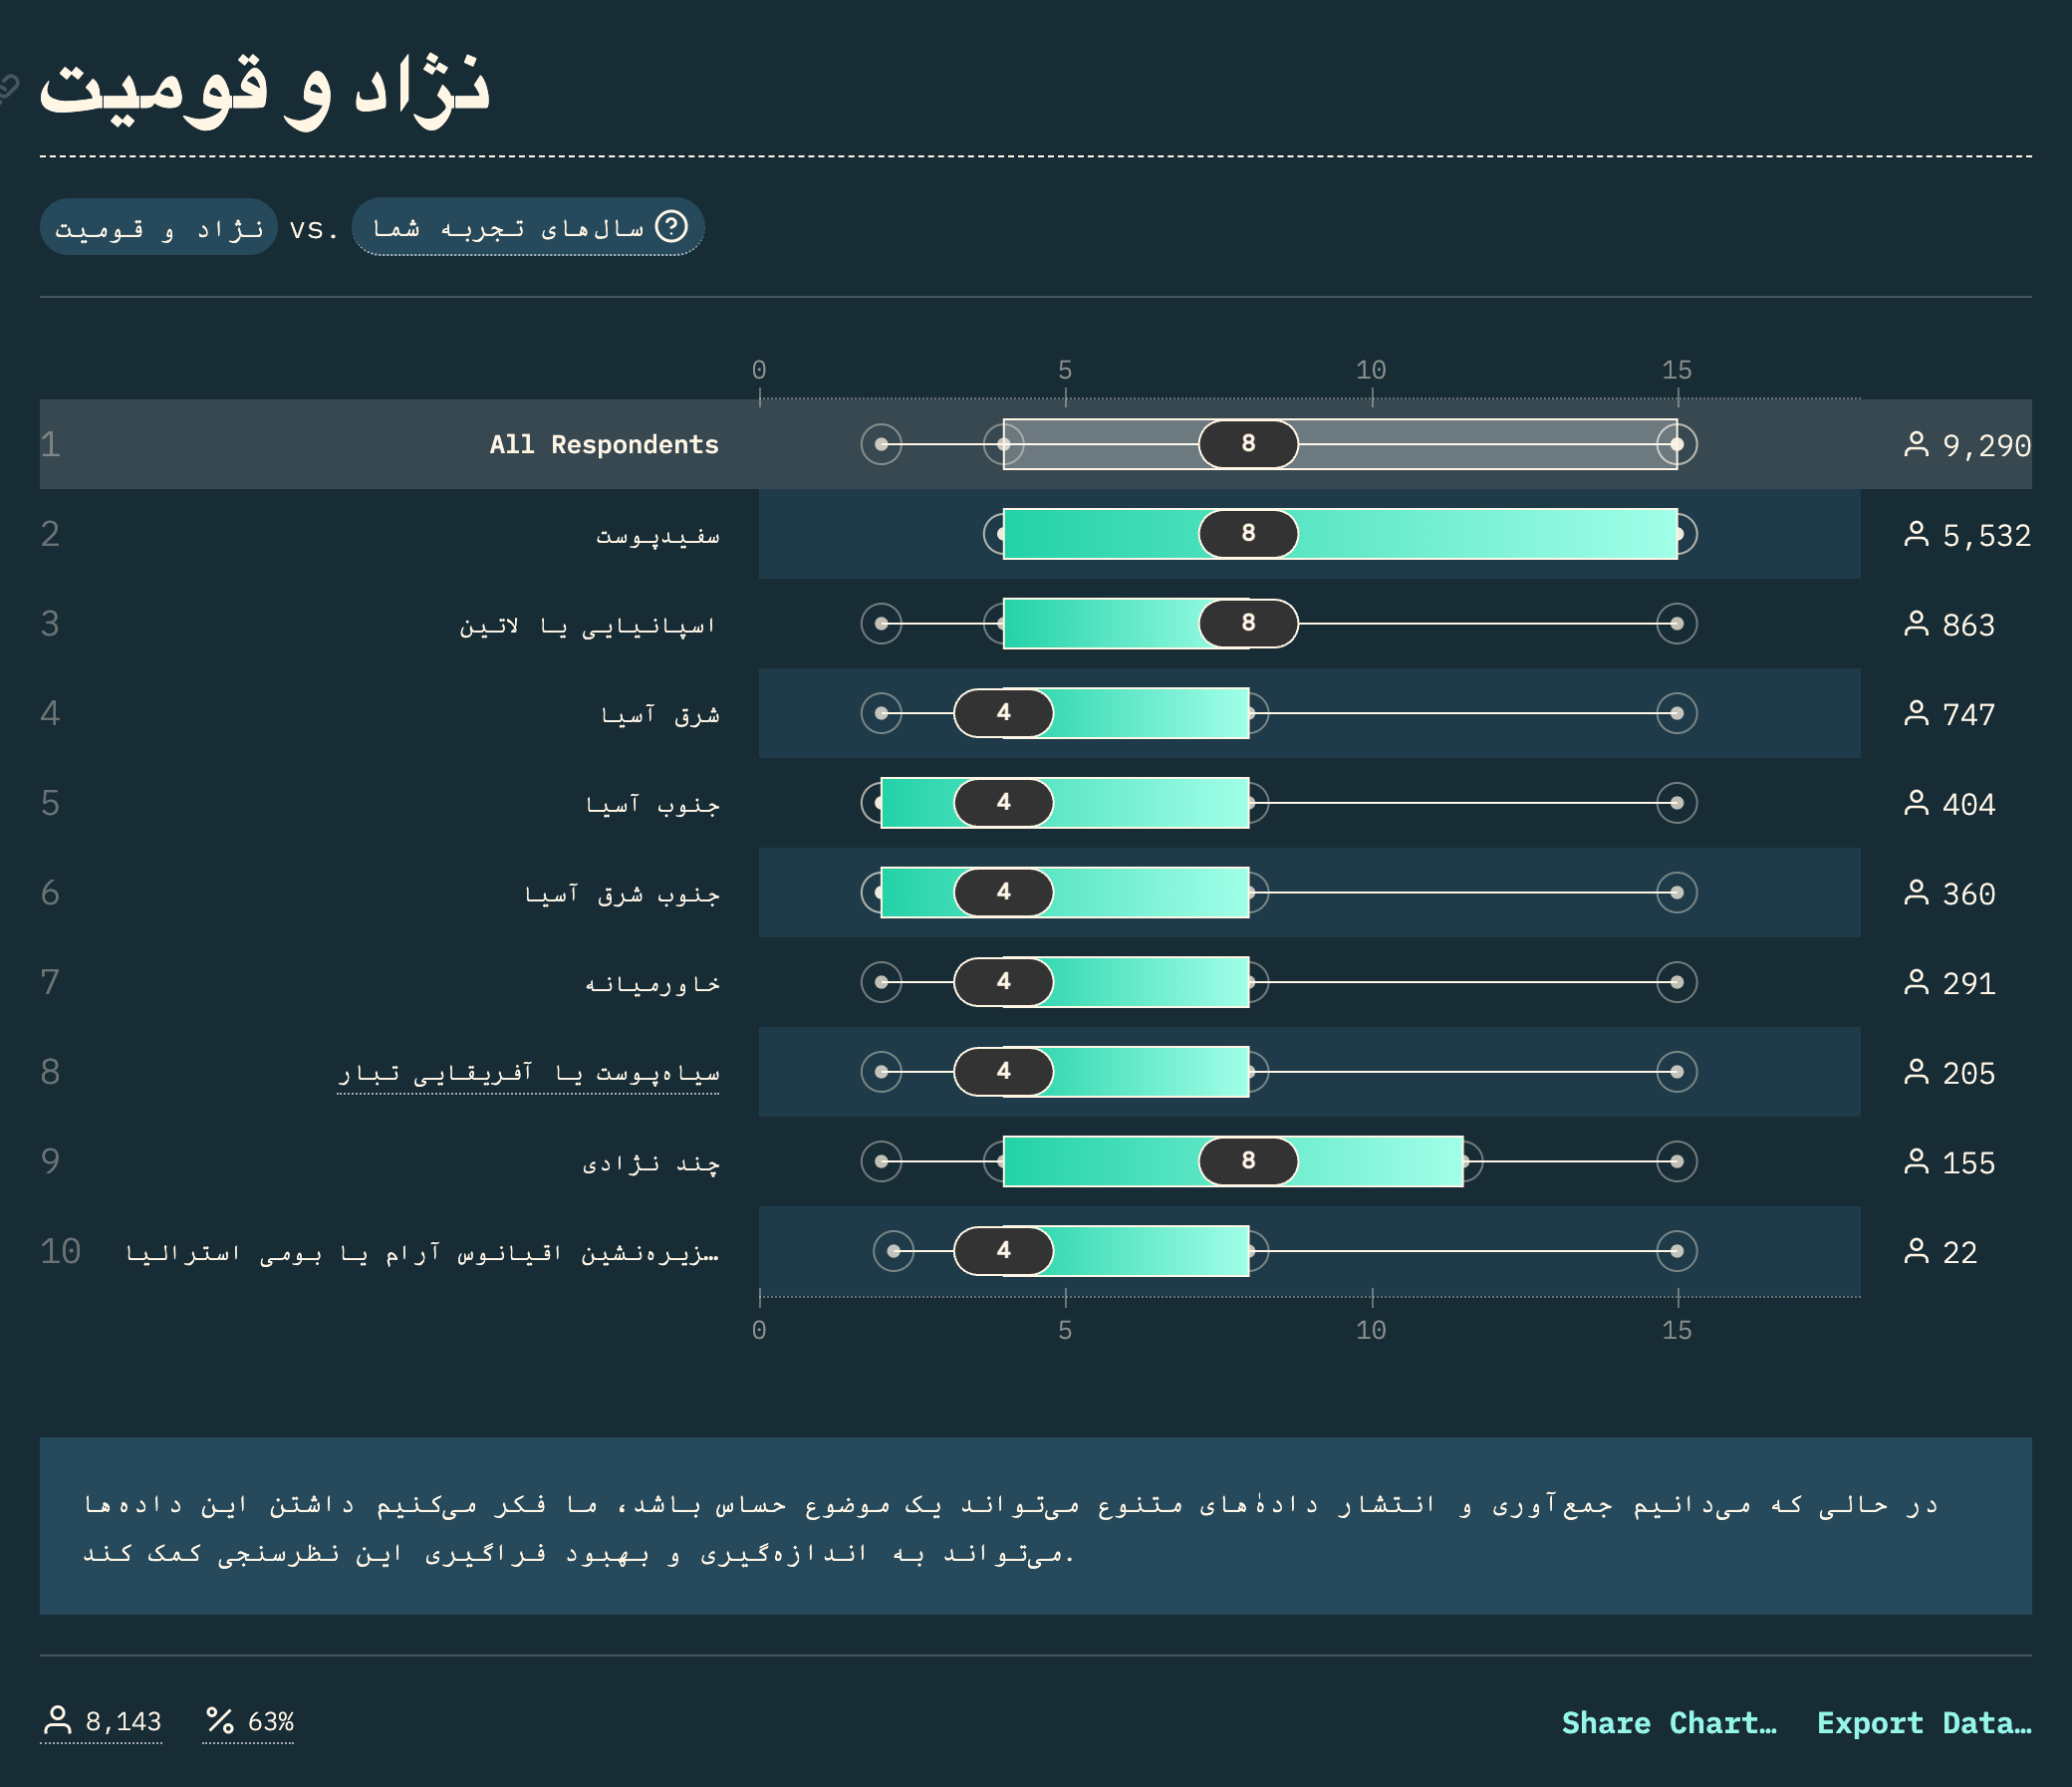 نژاد و قومیت
نژاد و قومیت vs. سال‌های تجربه شما
0 5 10 15
1 All Respondents 8 9,290
2 سفیدپوست 8 5,532
3 اسپانیایی یا لاتین 8 863
4 شرق آسیا 4 747
5 جنوب آسیا 4 404
6 جنوب شرق آسیا 4 360
7 خاورمیانه 4 291
8 سیاه‌پوست یا آفریقایی تبار 4 205
9 چند نژادی 8 155
10 زیره‌نشین اقیانوس آرام یا بومی استرالیا… 4 22
0 5 10 15
در حالی که می‌دانیم جمع‌آوری و انتشار دادهٔ‌های متنوع می‌تواند یک موضوع حساس باشد، ما فکر می‌کنیم داشتن این داده‌ها
می‌تواند به اندازه‌گیری و بهبود فراگیری این نظرسنجی کمک کند.
8,143 63% Share Chart… Export Data…